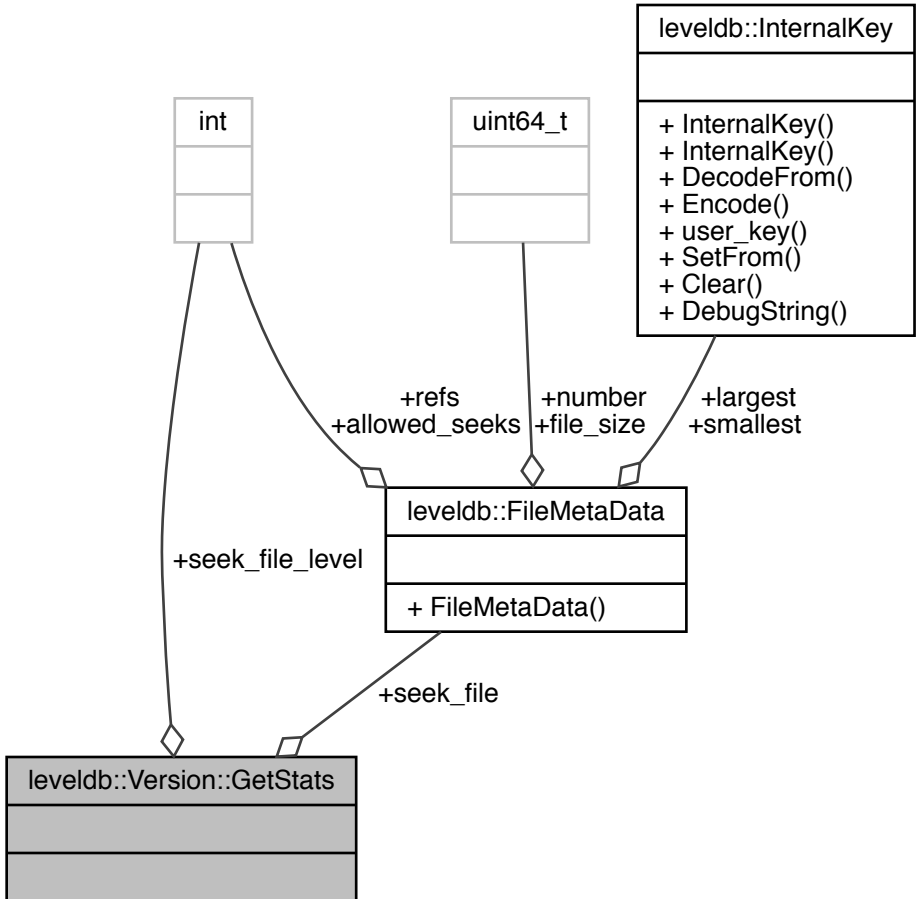 leveldb::InternalKey
+ InternalKey()
+ InternalKey()
+ DecodeFrom()
+ Encode()
+ user_key()
+ SetFrom()
+ Clear()
+ DebugString()
int
uint64_t
+refs
+allowed_seeks
+number
+file_size
+largest
+smallest
leveldb::FileMetaData
+ FileMetaData()
+seek_file_level
+seek_file
leveldb::Version::GetStats